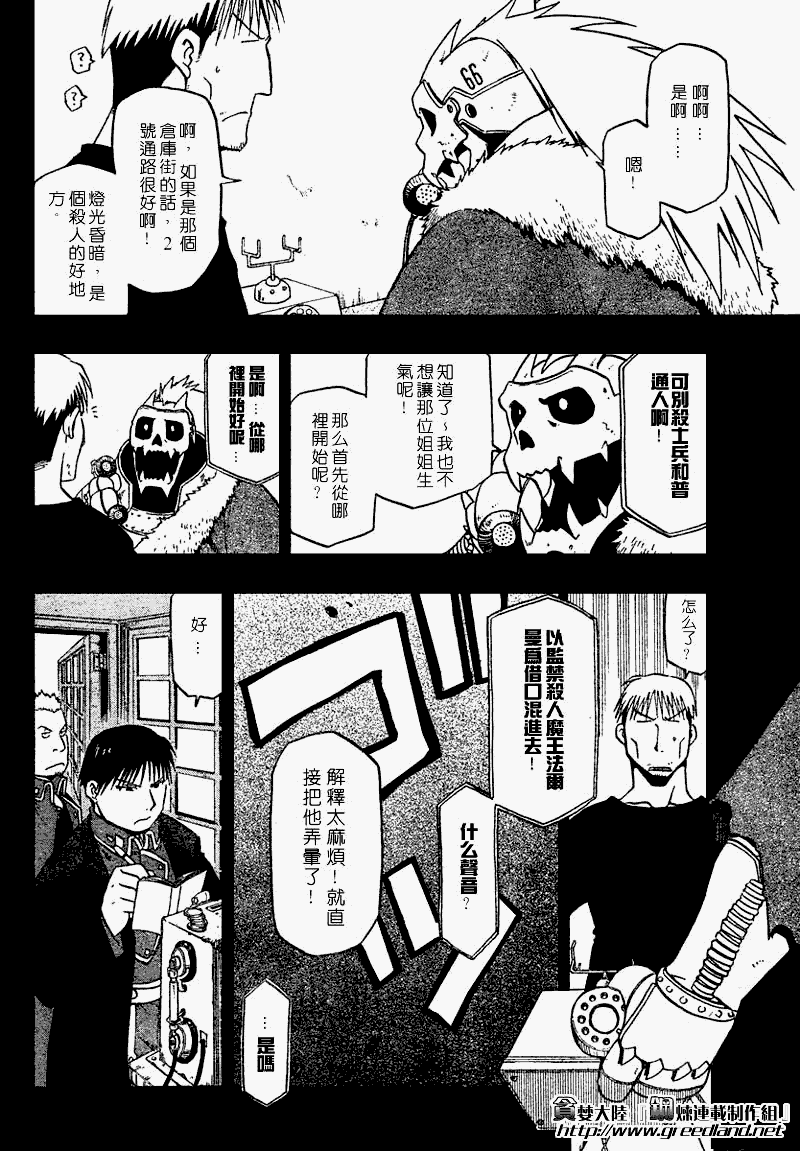 啊啊……
是啊……
嗯！
66
？
？
啊，如果是那個
倉庫街的話，2
號通路很好啊！
燈光昏暗，是
個殺人的好地
方。
可別殺士兵和普
通人啊！
知道了～我也不
想讓那位姐姐生
氣呢！
那么首先從哪
裡開始呢？
是啊…從哪
裡開始好呢…
怎么了？
以監禁殺人魔王法爾
曼爲借口混進去！
什么聲音？
解釋太麻煩！就直
接把他弄暈了！
…是嗎
好…
貪婪大陸『鋼煉連載制作組』
http://www.greedland.net